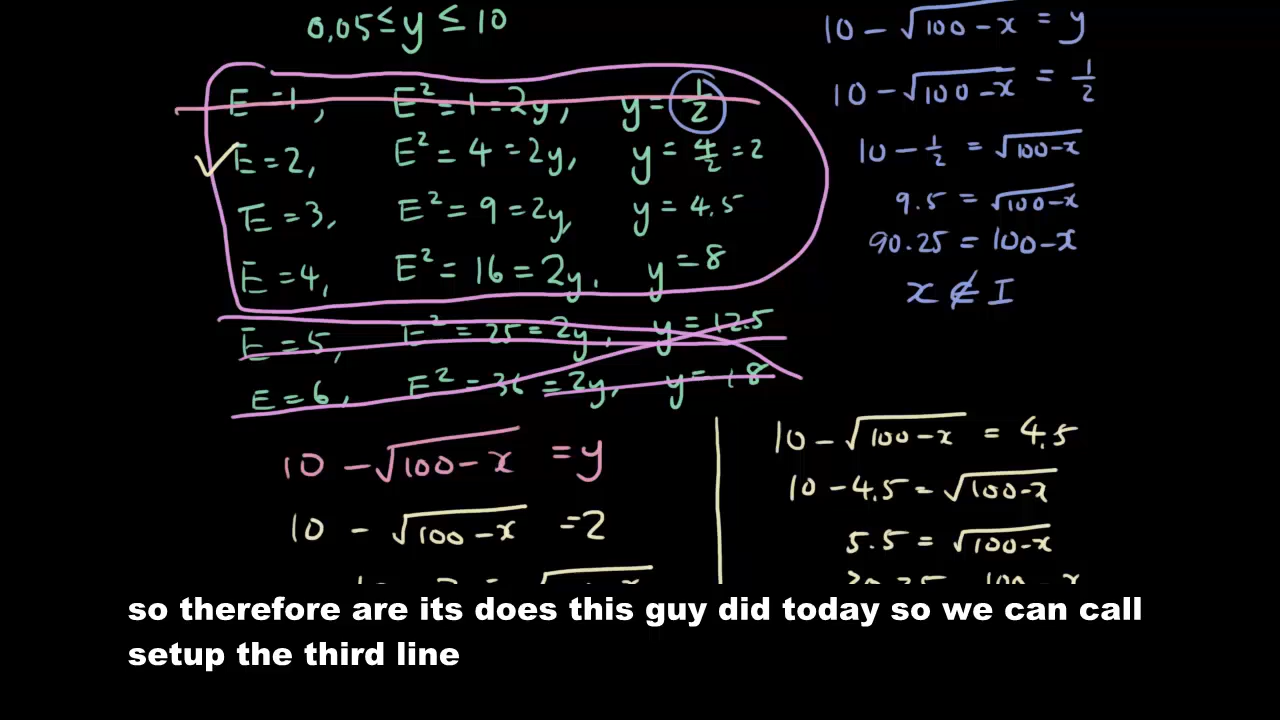 0.05 ≤ y ≤ 10
E = 1, E² = 1 = 2y, y = 1/2
E = 2, E² = 4 = 2y, y = 4/2 = 2
E = 3, E² = 9 = 2y, y = 4.5
E = 4, E² = 16 = 2y, y = 8
E = 5, E² = 25 = 2y, y = 12.5
E = 6, E² = 36 = 2y, y = 18
10 - √100 - x = y
10 - √100 - x = 2
10 - √100 - x = y
10 - √100 - x = 1/2
10 - 1/2 = √100 - x
9.5 = √100 - x
90.25 = 100 - x
x ∉ I
10 - √100 - x = 4.5
10 - 4.5 = √100 - x
5.5 = √100 - x
so therefore are its does this guy did today so we can call
setup the third line